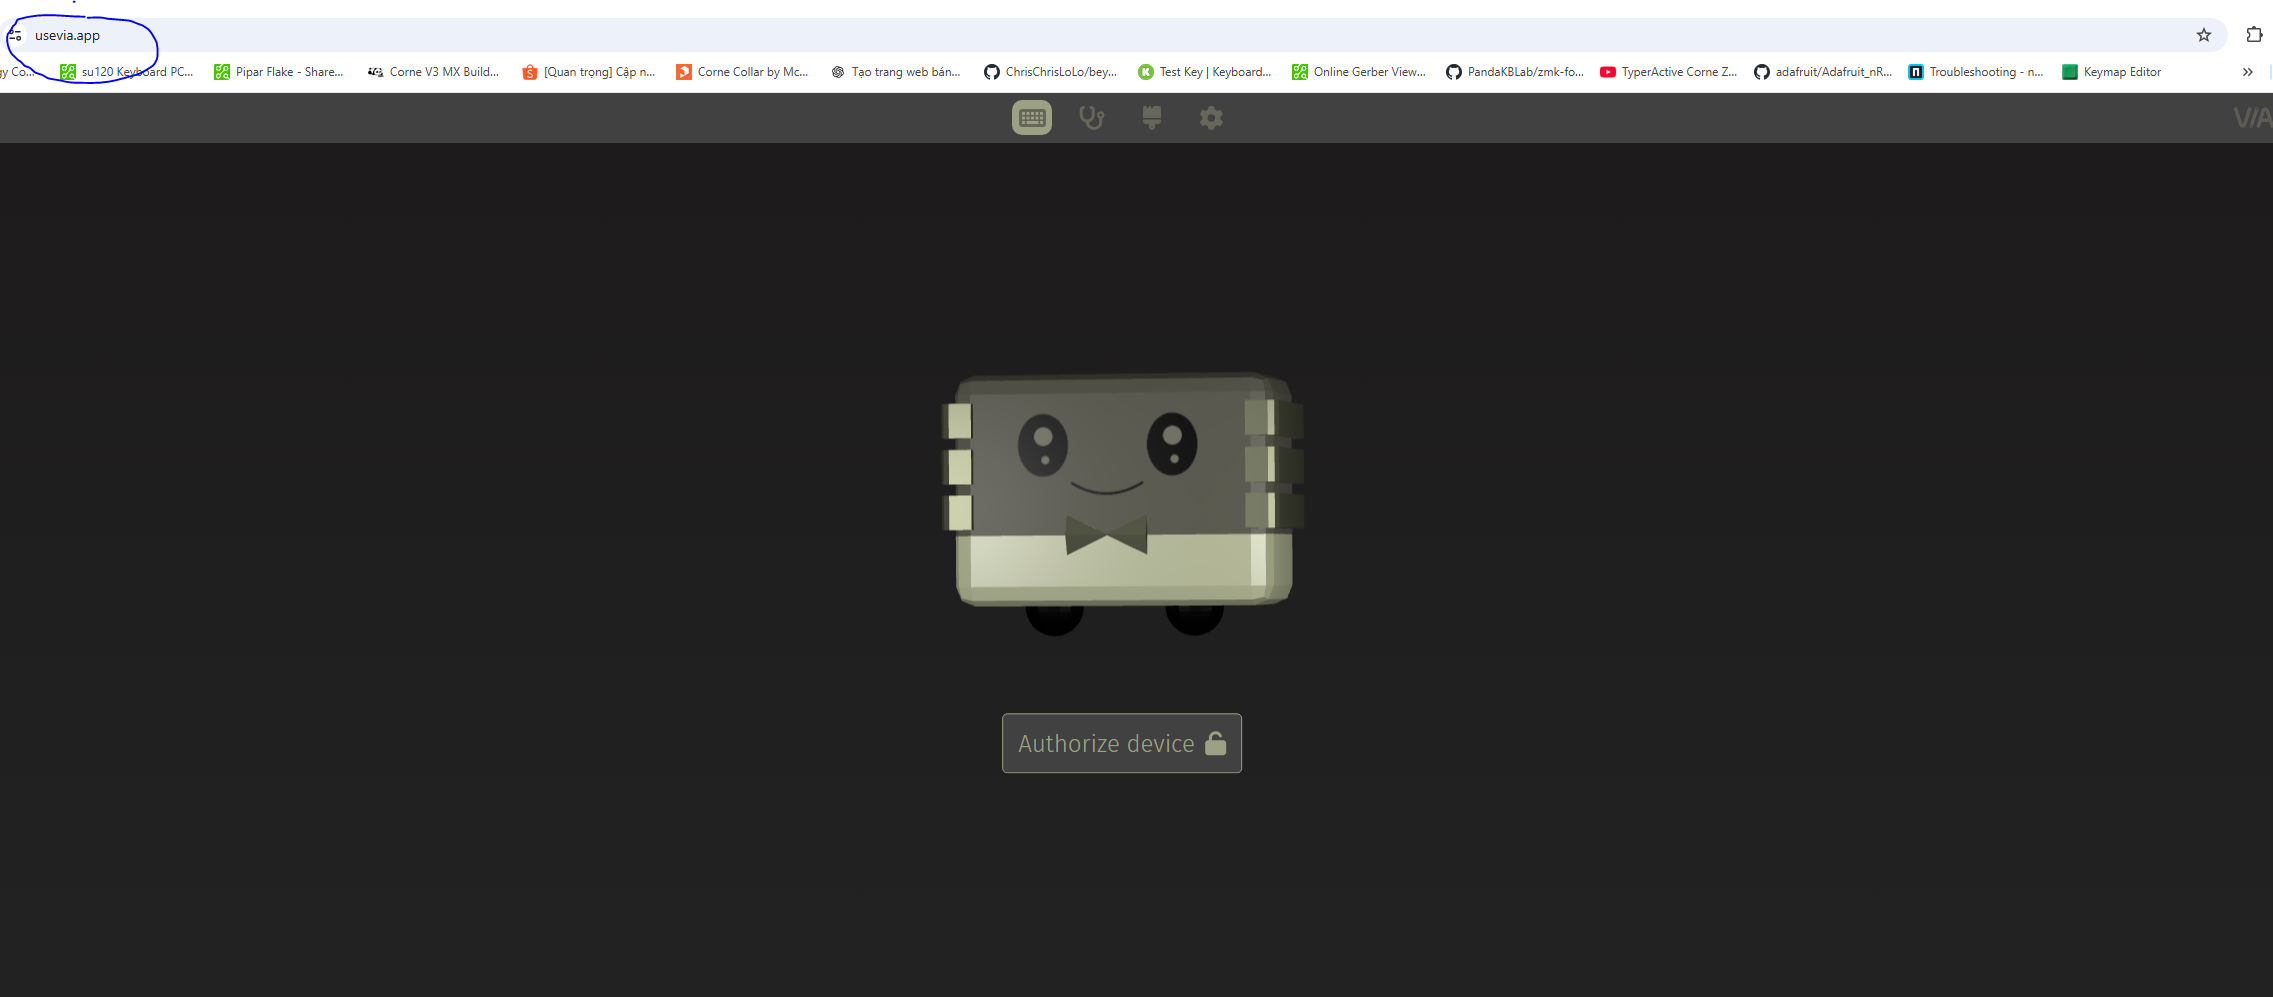 usevia.app
gy Co... su120 Keyboard PC... Pipar Flake - Share... Corne V3 MX Build... [Quan trọng] Cập n... Corne Collar by Mc... Tạo trang web bán... ChrisChrisLoLo/bey... Test Key | Keyboard... Online Gerber View... PandaKBLab/zmk-fo... TyperActive Corne Z... adafruit/Adafruit_nR... Troubleshooting - n... Keymap Editor »
VIA
Authorize device